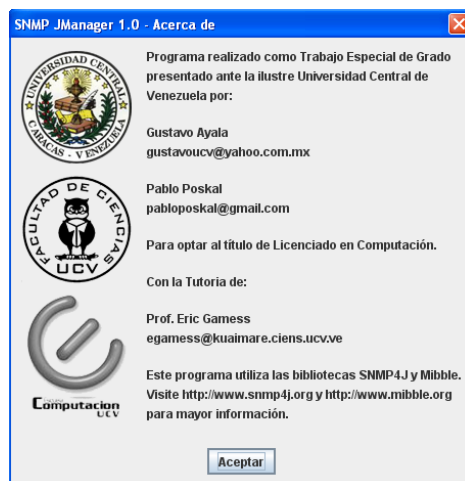 SNMP JManager 1.0 - Acerca de
UNIVERSIDAD CENTRAL
CARACAS - VENEZUELA
Programa realizado como Trabajo Especial de Grado
presentado ante la ilustre Universidad Central de
Venezuela por:
Gustavo Ayala
gustavoucv@yahoo.com.mx
FACULTAD DE CIENCIAS
UCV
Pablo Poskal
pabloposkal@gmail.com
Para optar al título de Licenciado en Computación.
Con la Tutoria de:
Prof. Eric Gamess
egamess@kuaimare.ciens.ucv.ve
Computacion
UCV
Este programa utiliza las bibliotecas SNMP4J y Mibble.
Visite http://www.snmp4j.org y http://www.mibble.org
para mayor información.
Aceptar